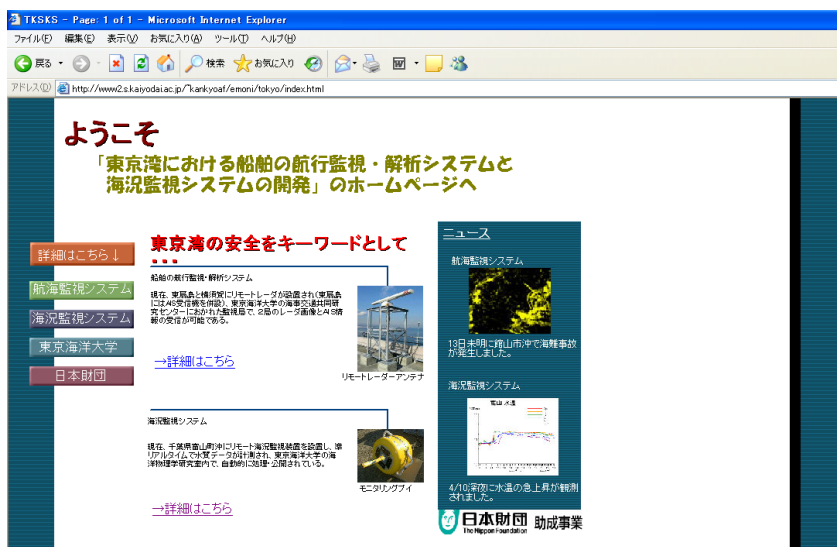 TKSKS - Page: 1 of 1 - Microsoft Internet Explorer
ファイル(F) 編集(E) 表示(V) お気に入り(A) ツール(T) ヘルプ(H)
戻る 検索 お気に入り
アドレス(D) http://www2.s.kaiyodai.ac.jp/~kankyoaf/emoni/tokyo/index.html
ようこそ
「東京湾における船舶の航行監視・解析システムと
海況監視システムの開発」のホームページへ
詳細はこちら↓
航海監視システム
海況監視システム
東京海洋大学
日本財団
東京湾の安全をキーワードとして
・・・
船舶の航行監視・解析システム
現在、東扇島と横須賀にリモートレーダが設置され(東扇島
にはAIS受信機を併設)、東京海洋大学の海事交通共同研
究センターにおかれた監視局で、2局のレーダ画像とAIS情
報の受信が可能である。
→詳細はこちら
リモートレーダーアンテナ
海況監視システム
現在、千葉県富山町沖にリモート海況監視装置を設置し、準
リアルタイムで水質データが計測され、東京海洋大学の海
洋物理学研究室内で、自動的に処理・公開されている。
→詳細はこちら
モニタリングブイ
ニュース
航海監視システム
13日未明に館山市沖で海難事故
が発生しました。
海況監視システム
富山 水温
4/10深夜に水温の急上昇が観測
されました。
日本財団 助成事業
The Nippon Foundation